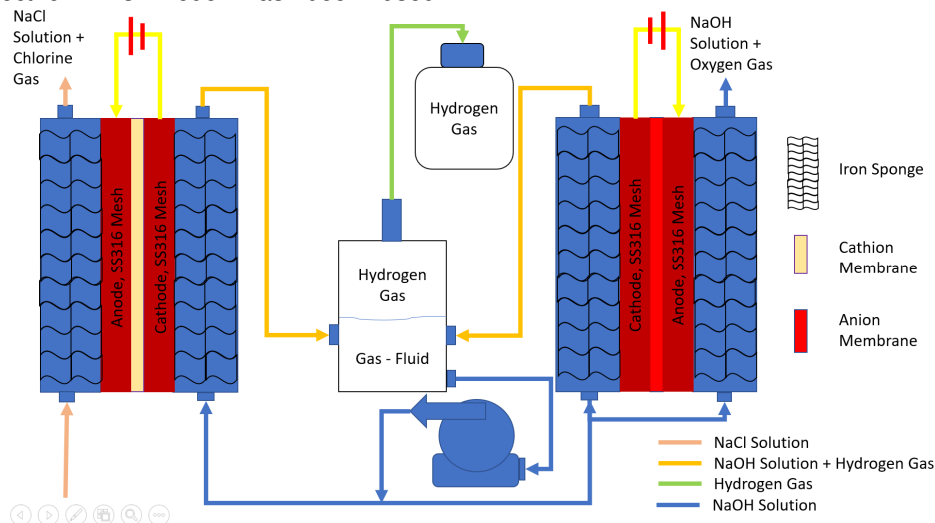 NaCl
Solution +
Chlorine
Gas
NaOH
Solution +
Oxygen Gas
Hydrogen
Gas
Anode, SS316 Mesh
Cathode, SS316 Mesh
Hydrogen
Gas
Gas - Fluid
Cathode, SS316 Mesh
Anode, SS316 Mesh
Iron Sponge
Cathion
Membrane
Anion
Membrane
NaCl Solution
NaOH Solution + Hydrogen Gas
Hydrogen Gas
NaOH Solution